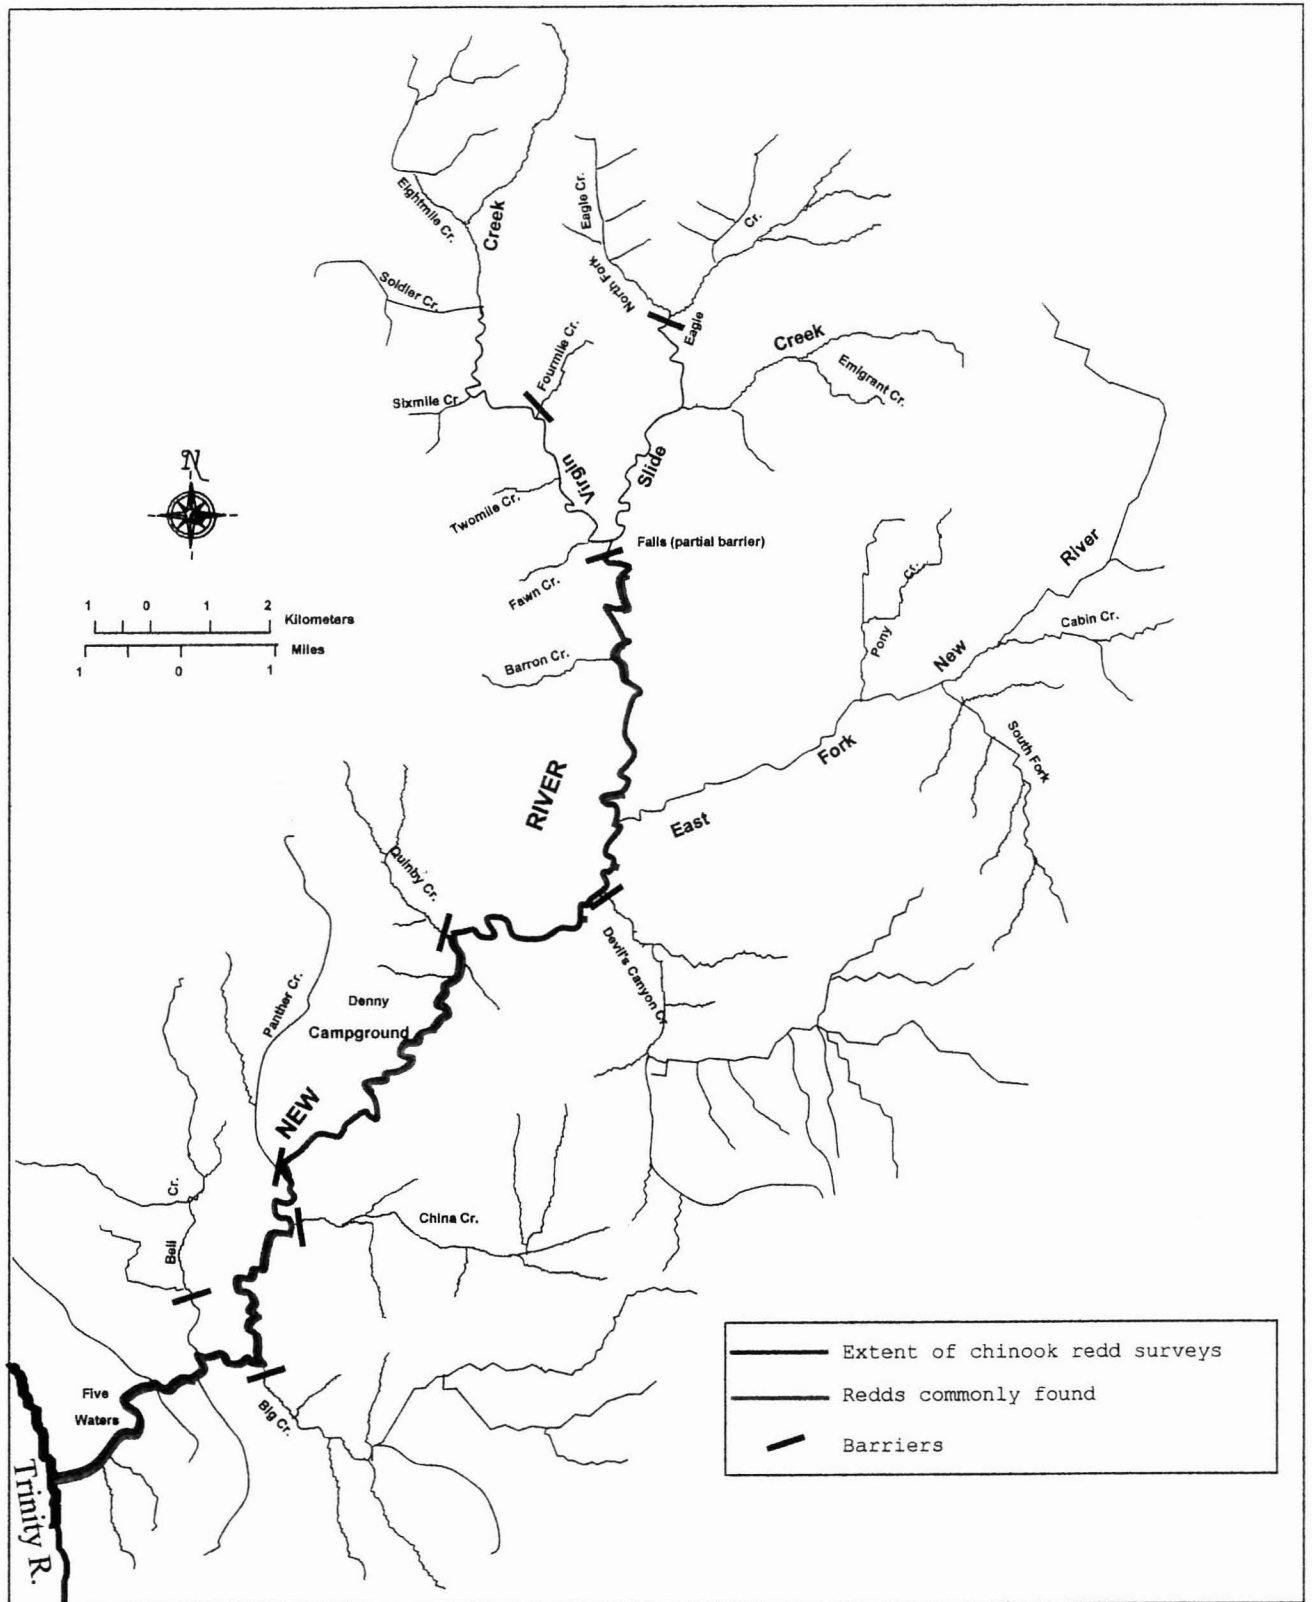 Eightmile Cr.
Creek
Eagle Cr.
Cr.
North Fork
Soldier Cr.
Eagle
Fourmile Cr.
Creek
Emigrant Cr.
Sixmile Cr
Virgin
Slide
N
Twomile Cr.
Falls (partial barrier)
River
Fawn Cr.
Cr.
1 0 1 2
Kilometers
Miles
1 0 1
Cabin Cr.
Pony
New
Barron Cr.
South Fork
Fork
RIVER
East
Quinby Cr.
Devil's Canyon Cr
Panther Cr.
Denny
Campground
NEW
Cr.
China Cr.
Bell
Five
Waters
Big Cr.
Trinity R.
Extent of chinook redd surveys
Redds commonly found
Barriers